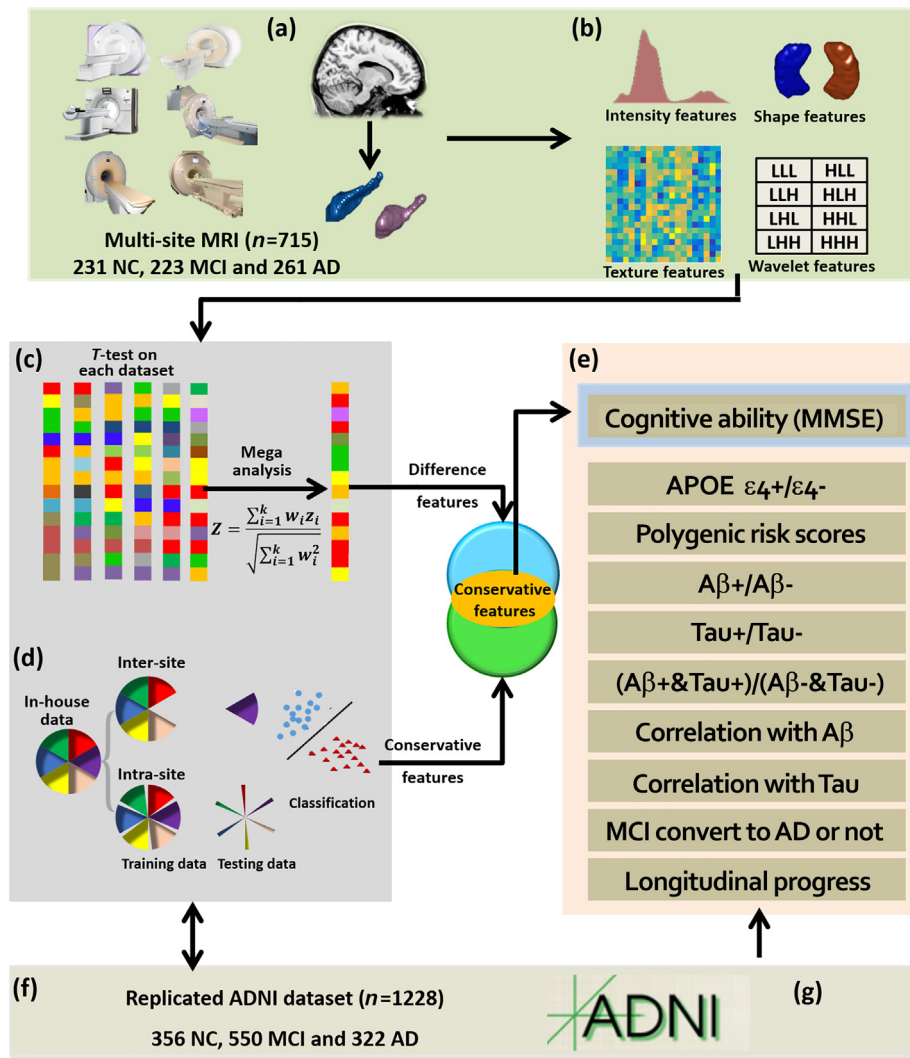 (a)
Multi-site MRI (n=715)
231 NC, 223 MCI and 261 AD
(b)
Intensity features
Shape features
Texture features
LLL HLL
LLH HLH
LHL HHL
LHH HHH
Wavelet features
(c)
T-test on
each dataset
Mega
analysis
Z = \frac{\sum_{i=1}^{k} w_i z_i}{\sqrt{\sum_{i=1}^{k} w_i^2}}
Difference
features
Conservative
features
(d)
Inter-site
In-house
data
Intra-site
Training data
Testing data
Classification
Conservative
features
(e)
Cognitive ability (MMSE)
APOE ε4+/ε4-
Polygenic risk scores
Aβ+/Aβ-
Tau+/Tau-
(Aβ+&Tau+)/(Aβ-&Tau-)
Correlation with Aβ
Correlation with Tau
MCI convert to AD or not
Longitudinal progress
(f)
Replicated ADNI dataset (n=1228)
356 NC, 550 MCI and 322 AD
ADNI
(g)